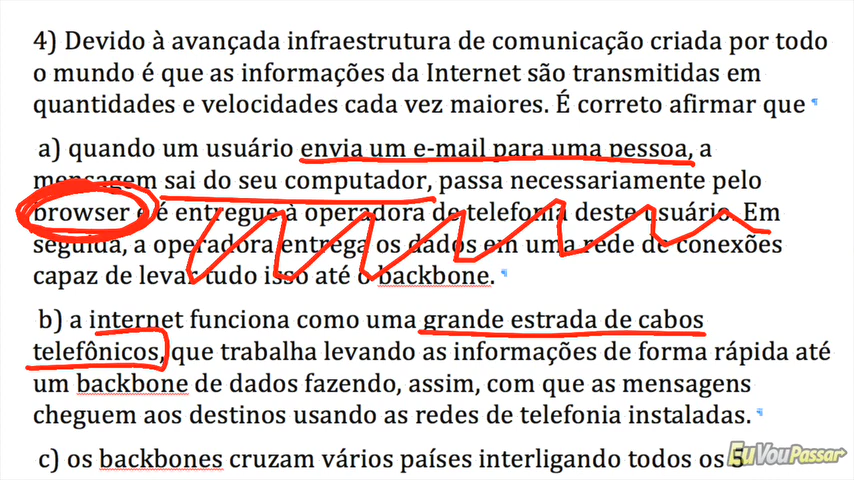 4) Devido à avançada infraestrutura de comunicação criada por todo
o mundo é que as informações da Internet são transmitidas em
quantidades e velocidades cada vez maiores. É correto afirmar que
a) quando um usuário envia um e-mail para uma pessoa, a
mensagem sai do seu computador, passa necessariamente pelo
browser e é entregue à operadora de telefonia deste usuário. Em
seguida, a operadora entrega os dados em uma rede de conexões
capaz de levar tudo isso até o backbone.
b) a internet funciona como uma grande estrada de cabos
telefônicos, que trabalha levando as informações de forma rápida até
um backbone de dados fazendo, assim, com que as mensagens
cheguem aos destinos usando as redes de telefonia instaladas.
c) os backbones cruzam vários países interligando todos os 5
EuVouPassar